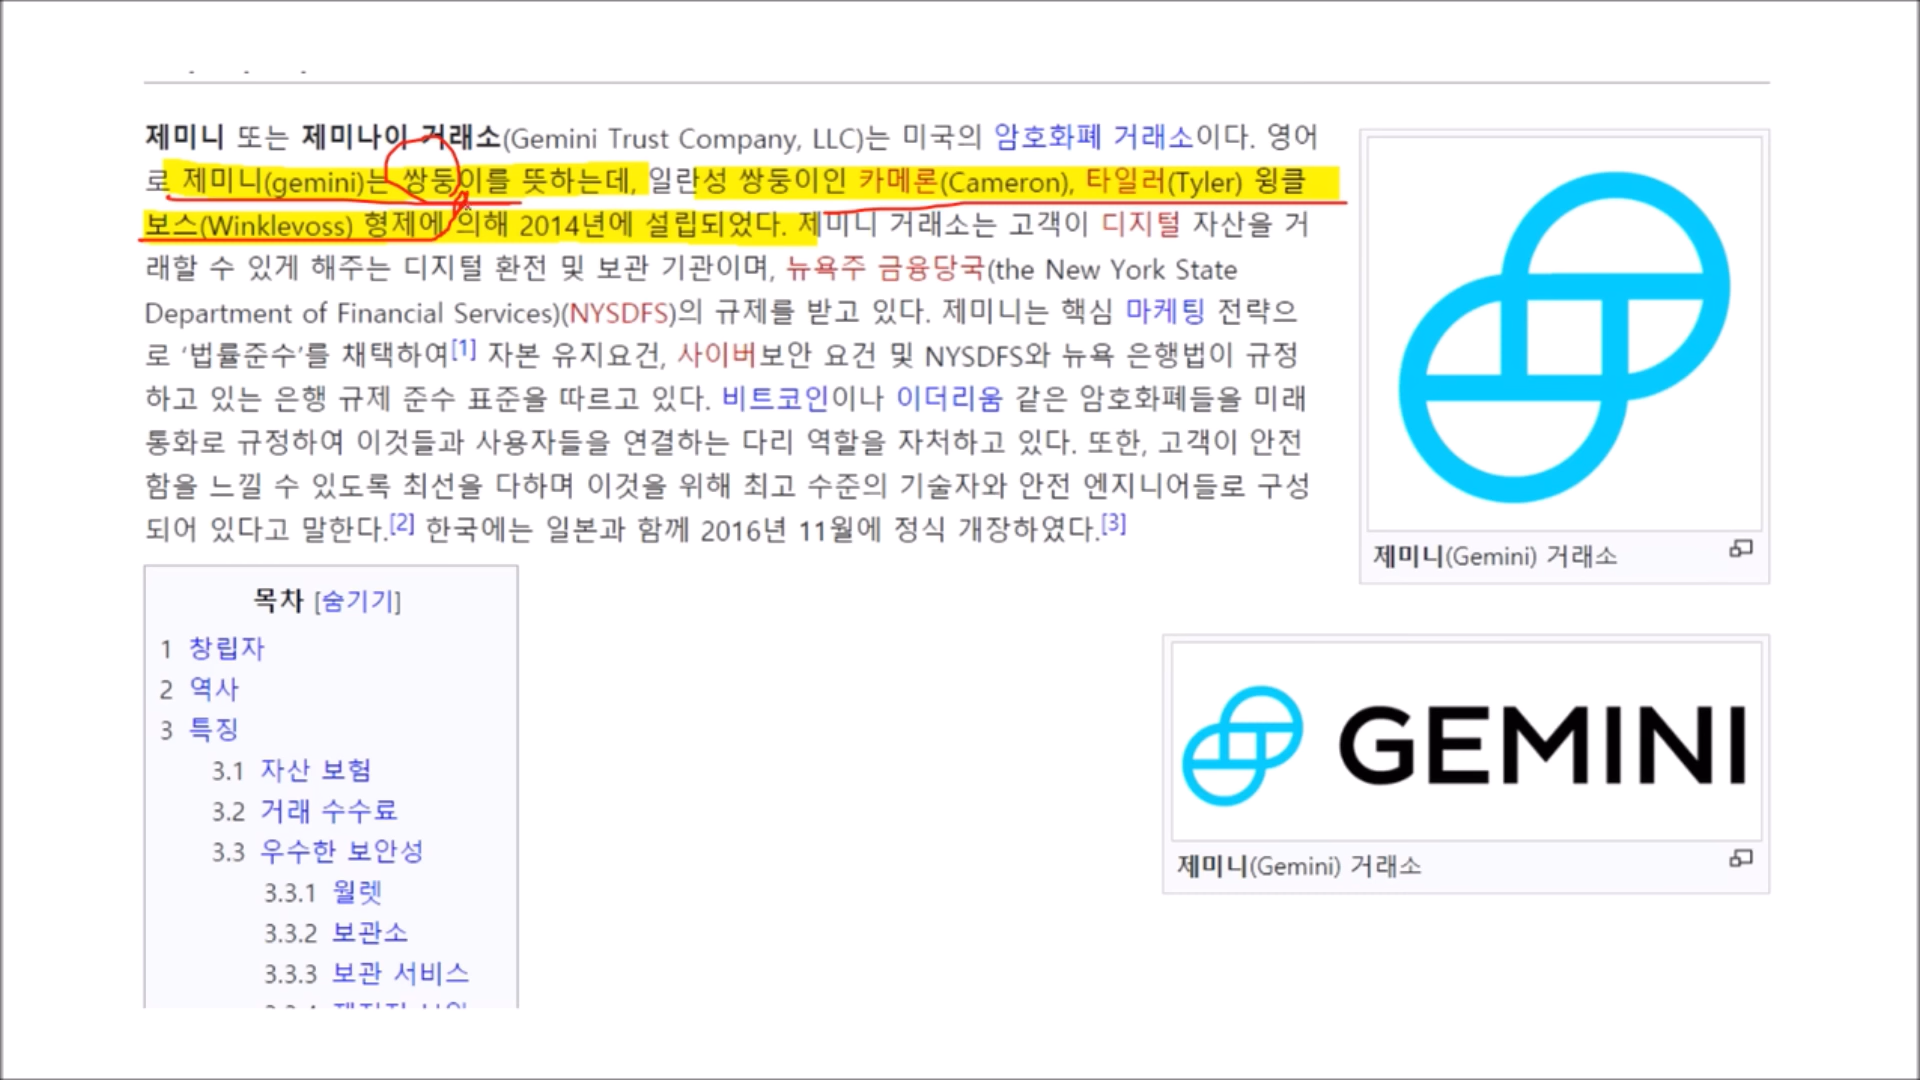 제미니 또는 제미나이 거래소(Gemini Trust Company, LLC)는 미국의 암호화폐 거래소이다. 영어
로 제미니(gemini)는 쌍둥이를 뜻하는데, 일란성 쌍둥이인 카메론(Cameron), 타일러(Tyler) 윙클
보스(Winklevoss) 형제에 의해 2014년에 설립되었다. 제미니 거래소는 고객이 디지털 자산을 거
래할 수 있게 해주는 디지털 환전 및 보관 기관이며, 뉴욕주 금융당국(the New York State
Department of Financial Services)(NYSDFS)의 규제를 받고 있다. 제미니는 핵심 마케팅 전략으
로 '법률준수'를 채택하여[1] 자본 유지요건, 사이버보안 요건 및 NYSDFS와 뉴욕 은행법이 규정
하고 있는 은행 규제 준수 표준을 따르고 있다. 비트코인이나 이더리움 같은 암호화폐들을 미래
통화로 규정하여 이것들과 사용자들을 연결하는 다리 역할을 자처하고 있다. 또한, 고객이 안전
함을 느낄 수 있도록 최선을 다하며 이것을 위해 최고 수준의 기술자와 안전 엔지니어들로 구성
되어 있다고 말한다.[2] 한국에는 일본과 함께 2016년 11월에 정식 개장하였다.[3]
제미니(Gemini) 거래소
목차 [숨기기]
1 창립자
2 역사
3 특징
3.1 자산 보험
3.2 거래 수수료
3.3 우수한 보안성
3.3.1 월렛
3.3.2 보관소
3.3.3 보관 서비스
GEMINI
제미니(Gemini) 거래소